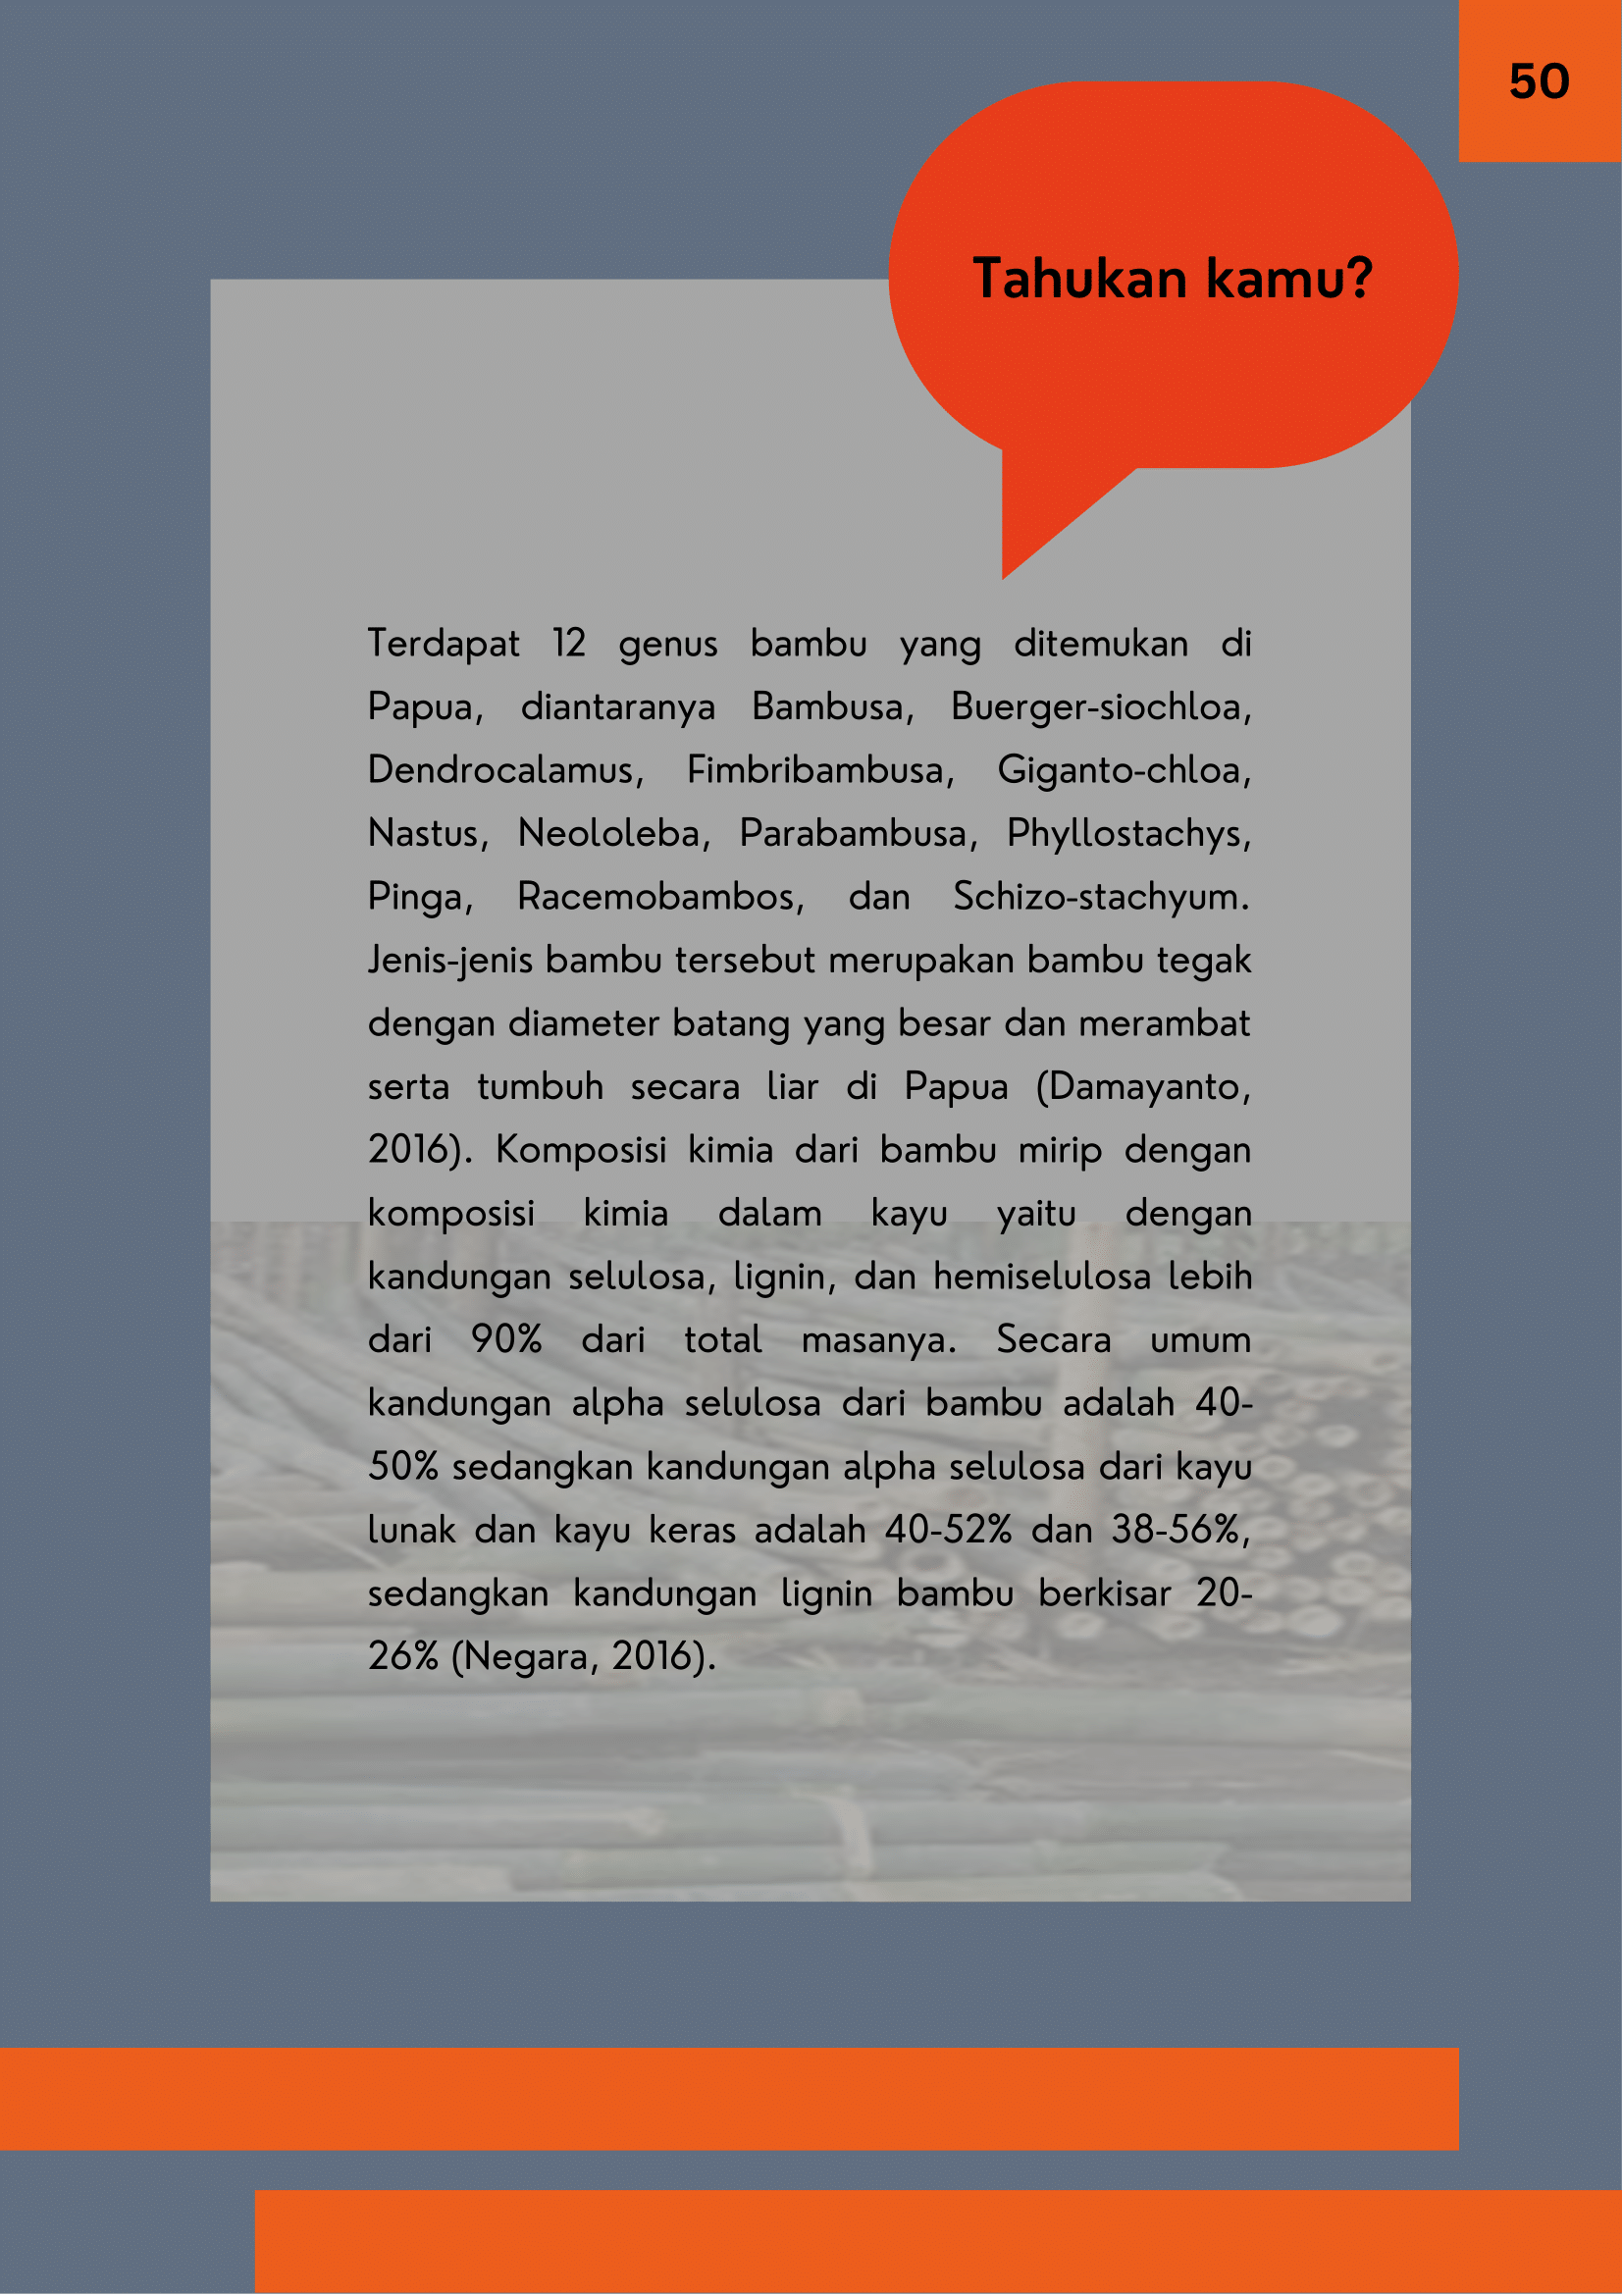 50
Tahukan kamu?
Terdapat 12 genus bambu yang ditemukan di
Papua, diantaranya Bambusa, Buerger-siochloa,
Dendrocalamus, Fimbribambusa, Giganto-chloa,
Nastus, Neololeba, Parabambusa, Phyllostachys,
Pinga, Racemobambos, dan Schizo-stachyum.
Jenis-jenis bambu tersebut merupakan bambu tegak
dengan diameter batang yang besar dan merambat
serta tumbuh secara liar di Papua (Damayanto,
2016). Komposisi kimia dari bambu mirip dengan
komposisi kimia dalam kayu yaitu dengan
kandungan selulosa, lignin, dan hemiselulosa lebih
dari 90% dari total masanya. Secara umum
kandungan alpha selulosa dari bambu adalah 40-
50% sedangkan kandungan alpha selulosa dari kayu
lunak dan kayu keras adalah 40-52% dan 38-56%,
sedangkan kandungan lignin bambu berkisar 20-
26% (Negara, 2016).